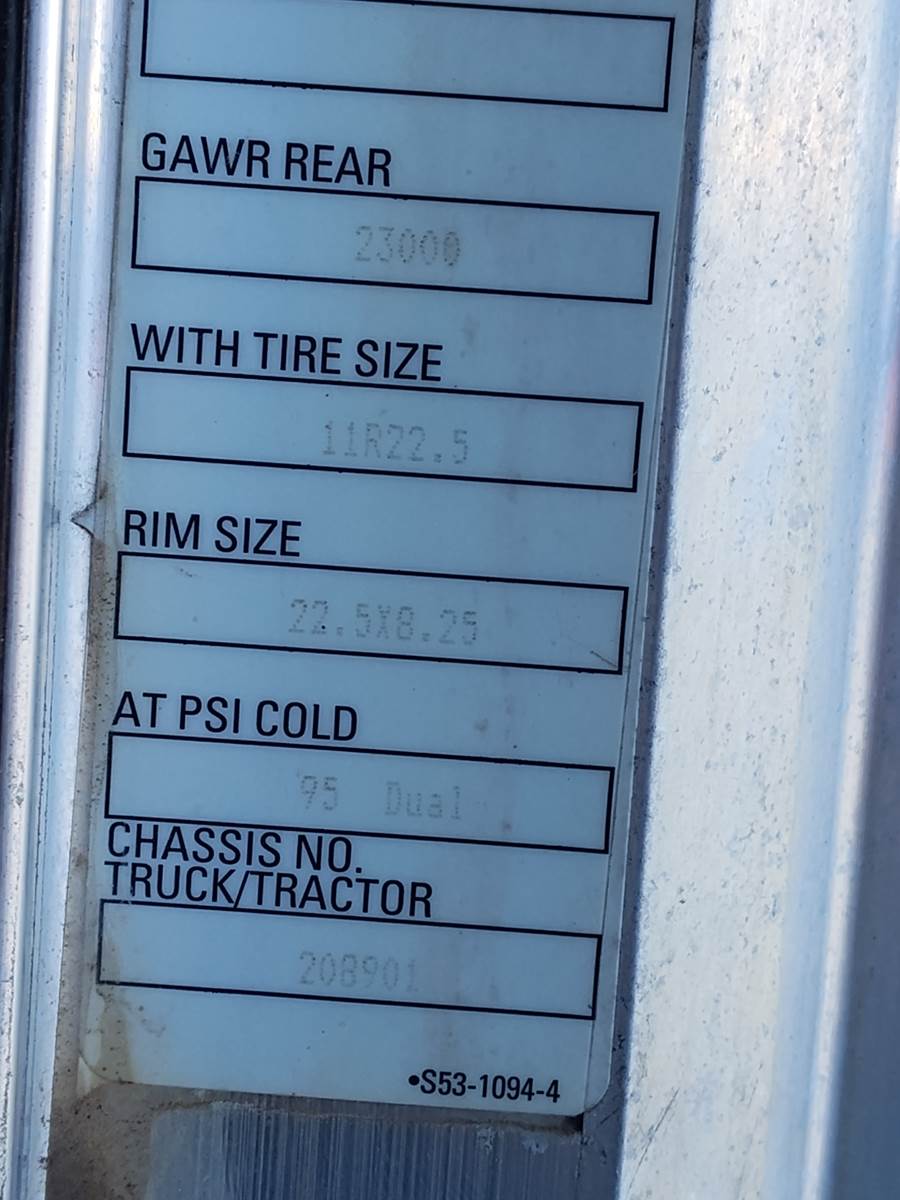 GAWR REAR
23000
WITH TIRE SIZE
11R22.5
RIM SIZE
22.5X8.25
AT PSI COLD
95 Dual
CHASSIS NO.
TRUCK/TRACTOR
208901
•S53-1094-4